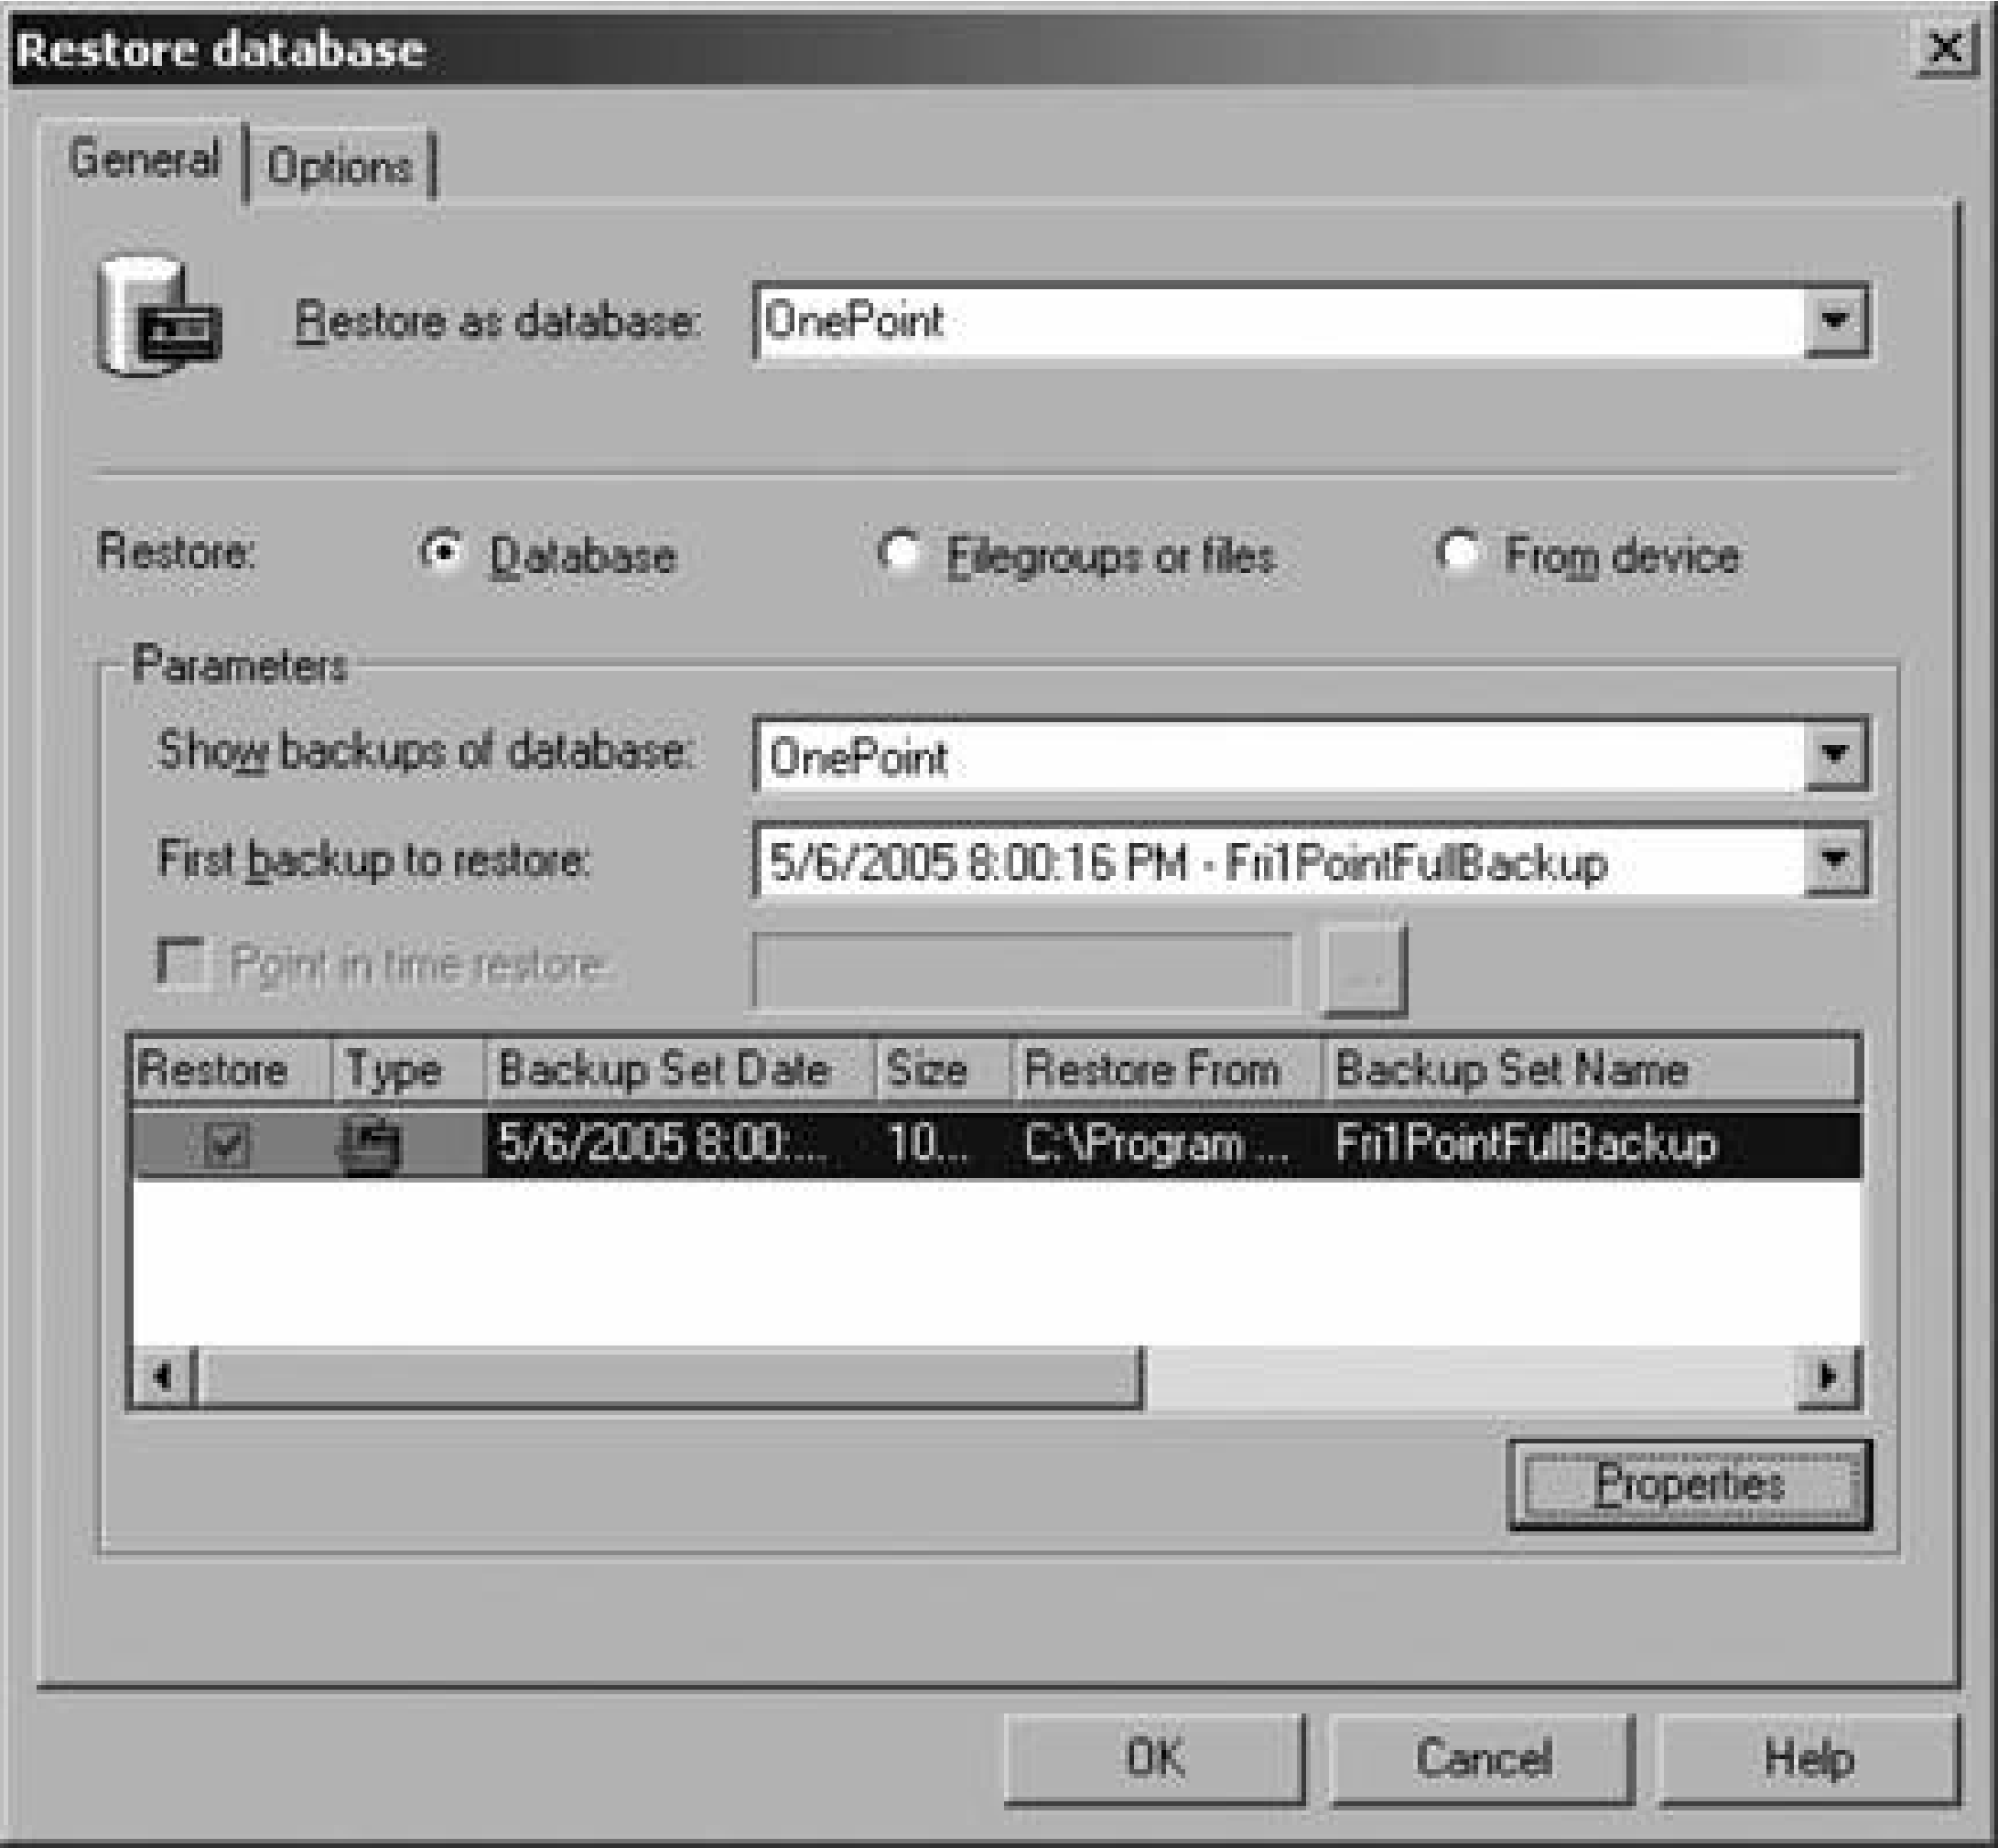 Restore database
General Options
Restore as database: OnePoint
Restore: Database Filegroups or files From device
Parameters
Show backups of database: OnePoint
First backup to restore: 5/6/2005 8:00:16 PM - Fri1PointFullBackup
Point in time restore: ...
Restore Type Backup Set Date Size Restore From Backup Set Name
5/6/2005 8:00:... 10... C:\Program ... Fri1PointFullBackup
Properties
OK Cancel Help